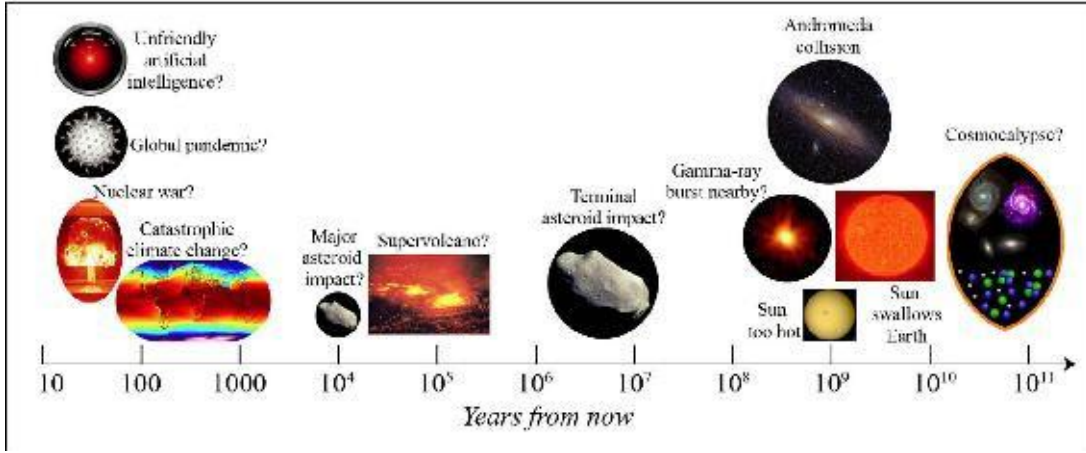 Unfriendly
artificial
intelligence?
Global pandemic?
Nuclear war?
Catastrophic
climate change?
Major
asteroid
impact?
Supervolcano?
Terminal
asteroid impact?
Gamma-ray
burst nearby?
Andromeda
collision
Sun
too hot
Sun
swallows
Earth
Cosmocalypse?
10 100 1000 10⁴ 10⁵ 10⁶ 10⁷ 10⁸ 10⁹ 10¹⁰ 10¹¹
Years from now